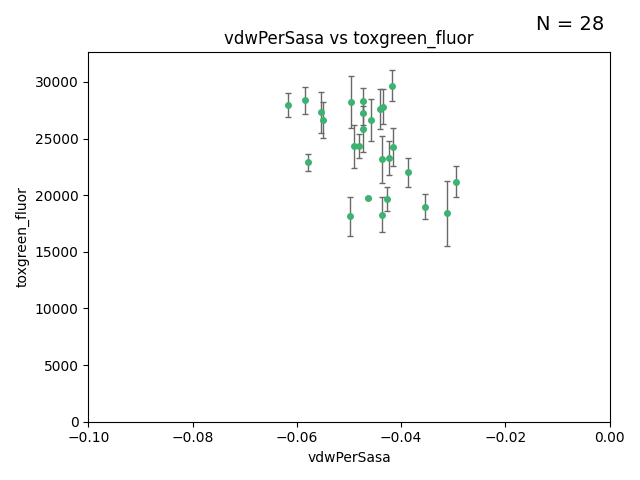 N = 28
vdwPerSasa vs toxgreen_fluor
30000
25000
20000
15000
10000
5000
0
toxgreen_fluor
−0.10 −0.08 −0.06 −0.04 −0.02 0.00
vdwPerSasa